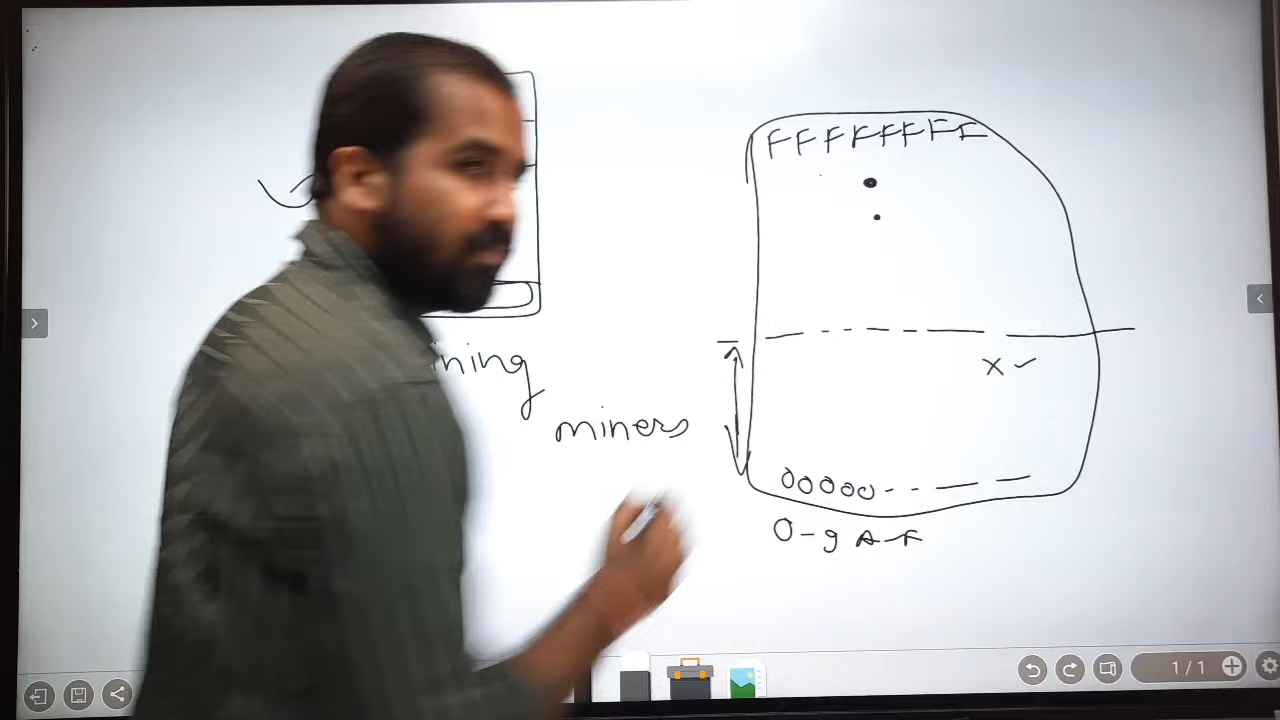 FFFFFFFF
X ✓
ning
miners
00000 - - — —
0-9 A-F
1 / 1